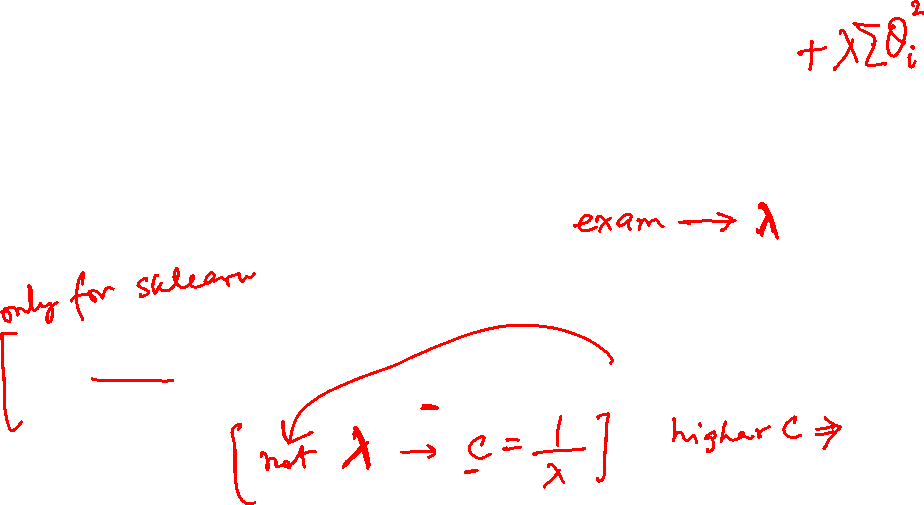 + λΣθᵢ²
exam → λ
only for sklearn
[not λ → C = 1/λ] higher C ⇒